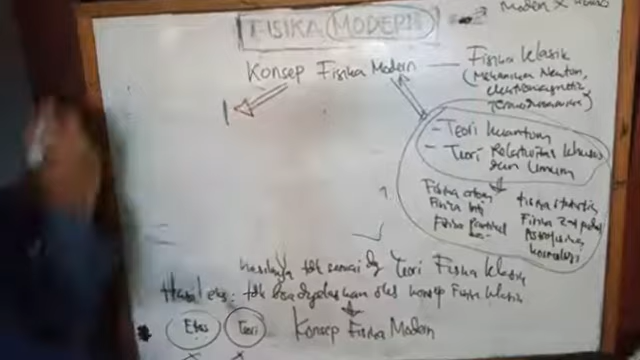 FISIKA MODERN
Modern
Konsep Fisika Modern — Fisika klasik
(Mekanika Newton,
elektromagnetik,
Termodinamika)
- Teori kuantum
- Teori Relativitas khusus
dan Umum
Fisika atom
Fisika Inti
Fisika Partikel
Fisika statistik
Fisika Zat padat
Astrofisika
kosmologi
hasilnya tdk sesuai dg Teori Fisika klasik
Hasil eks: tdk bisa dijelaskan oleh konsep Fisika klasik
Eks Teori Konsep Fisika Modern